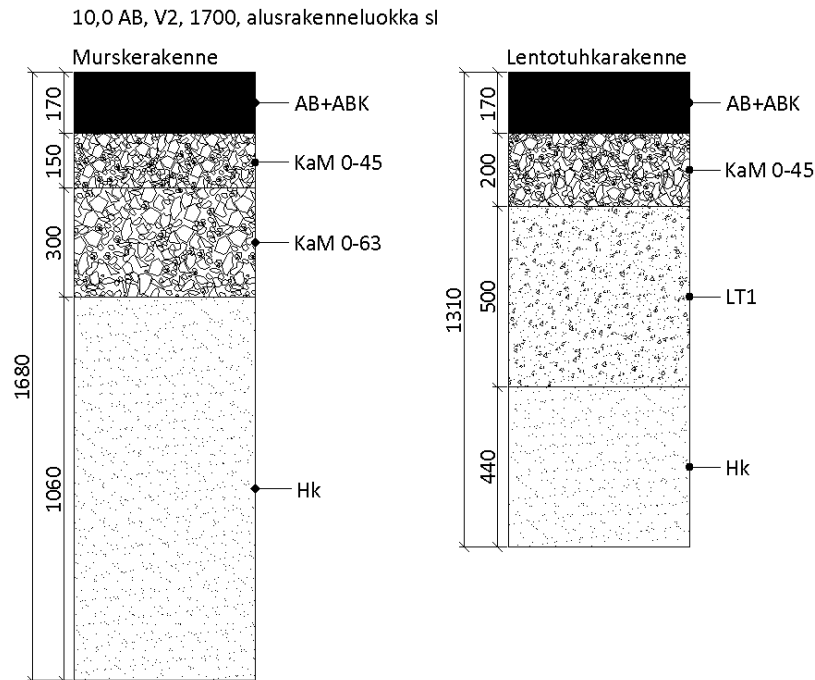 10,0 AB, V2, 1700, alusrakenneluokka sI
Murskerakenne
170
AB+ABK
150
KaM 0-45
300
KaM 0-63
1680
1060
Hk
Lentotuhkarakenne
170
AB+ABK
200
KaM 0-45
1310
500
LT1
440
Hk